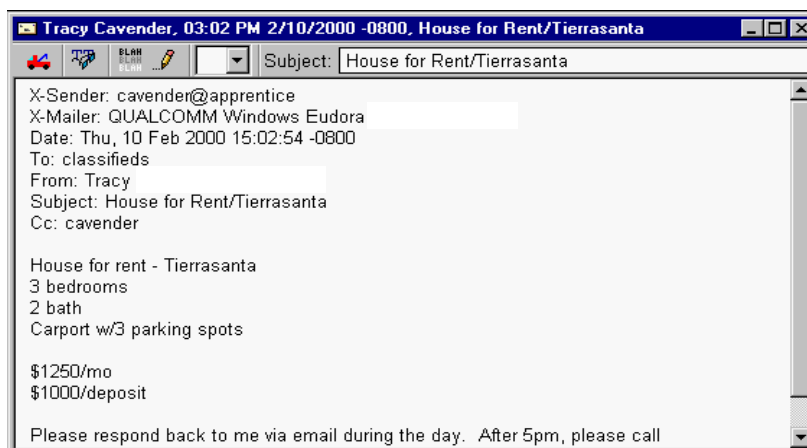 Tracy Cavender, 03:02 PM 2/10/2000 -0800, House for Rent/Tierrasanta
BLAH
BLAH
BLAH
Subject: House for Rent/Tierrasanta
X-Sender: cavender@apprentice
X-Mailer: QUALCOMM Windows Eudora
Date: Thu, 10 Feb 2000 15:02:54 -0800
To: classifieds
From: Tracy
Subject: House for Rent/Tierrasanta
Cc: cavender
House for rent - Tierrasanta
3 bedrooms
2 bath
Carport w/3 parking spots
$1250/mo
$1000/deposit
Please respond back to me via email during the day.  After 5pm, please call